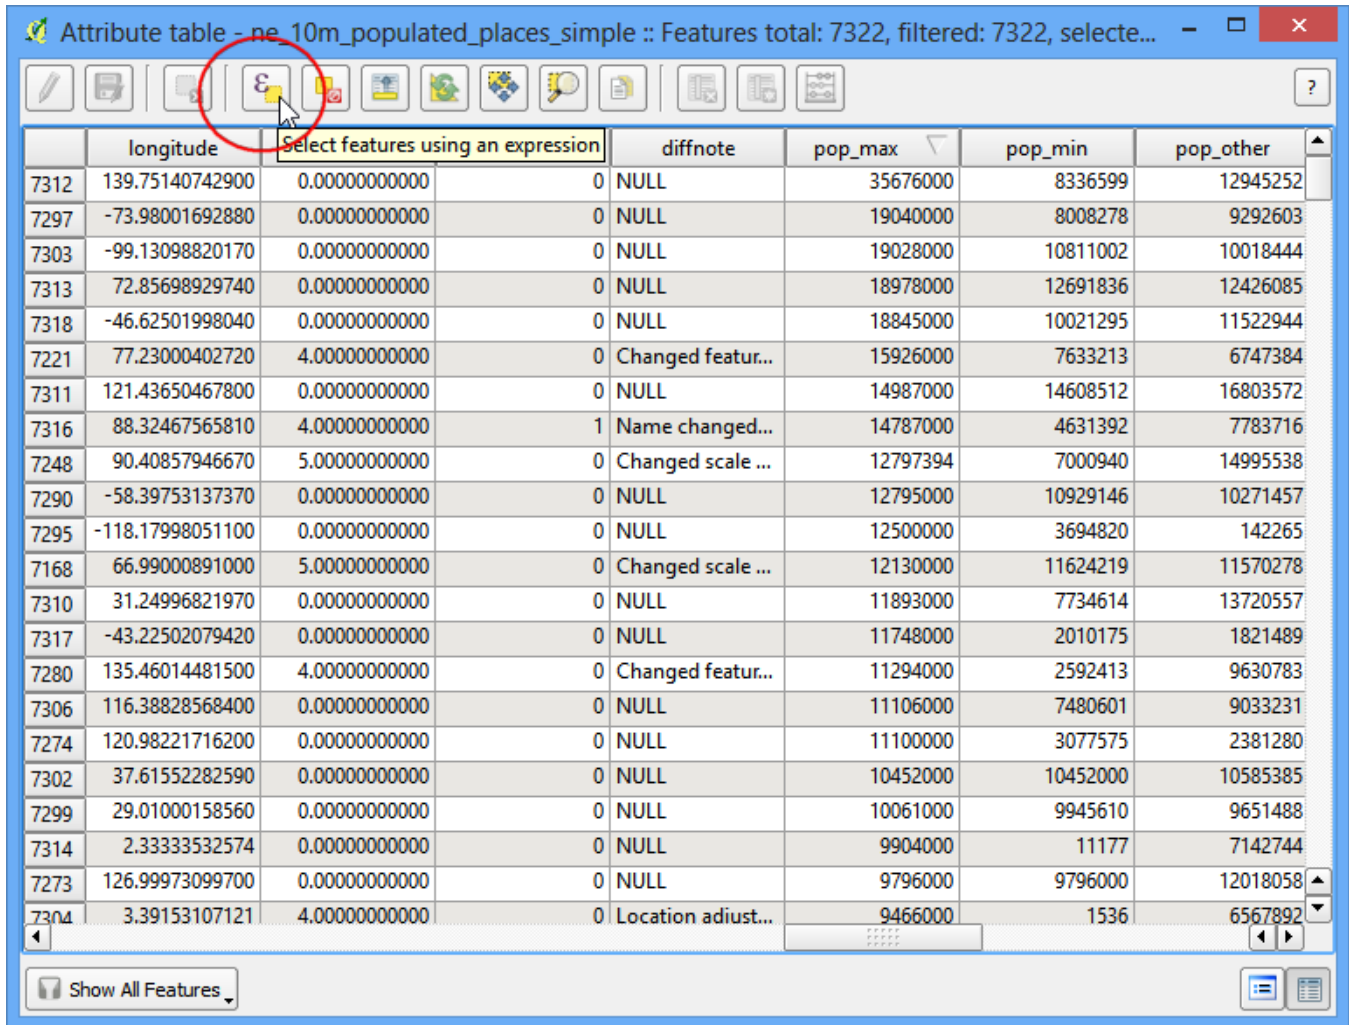 Attribute table - ne_10m_populated_places_simple :: Features total: 7322, filtered: 7322, selecte...
ε
?
Select features using an expression
longitude diffnote pop_max pop_min pop_other
7312 139.75140742900 0.00000000000 0 NULL 35676000 8336599 12945252
7297 -73.98001692880 0.00000000000 0 NULL 19040000 8008278 9292603
7303 -99.13098820170 0.00000000000 0 NULL 19028000 10811002 10018444
7313 72.85698929740 0.00000000000 0 NULL 18978000 12691836 12426085
7318 -46.62501998040 0.00000000000 0 NULL 18845000 10021295 11522944
7221 77.23000402720 4.00000000000 0 Changed featur... 15926000 7633213 6747384
7311 121.43650467800 0.00000000000 0 NULL 14987000 14608512 16803572
7316 88.32467565810 4.00000000000 1 Name changed... 14787000 4631392 7783716
7248 90.40857946670 5.00000000000 0 Changed scale ... 12797394 7000940 14995538
7290 -58.39753137370 0.00000000000 0 NULL 12795000 10929146 10271457
7295 -118.17998051100 0.00000000000 0 NULL 12500000 3694820 142265
7168 66.99000891000 5.00000000000 0 Changed scale ... 12130000 11624219 11570278
7310 31.24996821970 0.00000000000 0 NULL 11893000 7734614 13720557
7317 -43.22502079420 0.00000000000 0 NULL 11748000 2010175 1821489
7280 135.46014481500 4.00000000000 0 Changed featur... 11294000 2592413 9630783
7306 116.38828568400 0.00000000000 0 NULL 11106000 7480601 9033231
7274 120.98221716200 0.00000000000 0 NULL 11100000 3077575 2381280
7302 37.61552282590 0.00000000000 0 NULL 10452000 10452000 10585385
7299 29.01000158560 0.00000000000 0 NULL 10061000 9945610 9651488
7314 2.33333532574 0.00000000000 0 NULL 9904000 11177 7142744
7273 126.99973099700 0.00000000000 0 NULL 9796000 9796000 12018058
7304 3.39153107121 4.00000000000 0 Location adjust... 9466000 1536 6567892
Show All Features